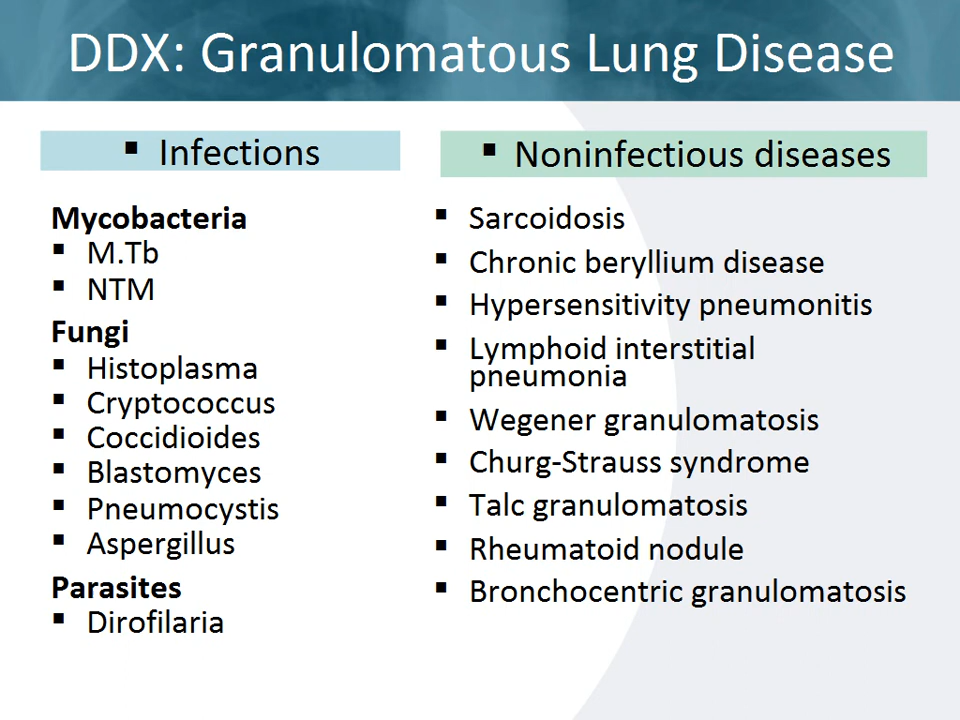 DDX: Granulomatous Lung Disease
▪ Infections
Mycobacteria
▪ M.Tb
▪ NTM
Fungi
▪ Histoplasma
▪ Cryptococcus
▪ Coccidioides
▪ Blastomyces
▪ Pneumocystis
▪ Aspergillus
Parasites
▪ Dirofilaria
▪ Noninfectious diseases
▪ Sarcoidosis
▪ Chronic beryllium disease
▪ Hypersensitivity pneumonitis
▪ Lymphoid interstitial
pneumonia
▪ Wegener granulomatosis
▪ Churg-Strauss syndrome
▪ Talc granulomatosis
▪ Rheumatoid nodule
▪ Bronchocentric granulomatosis